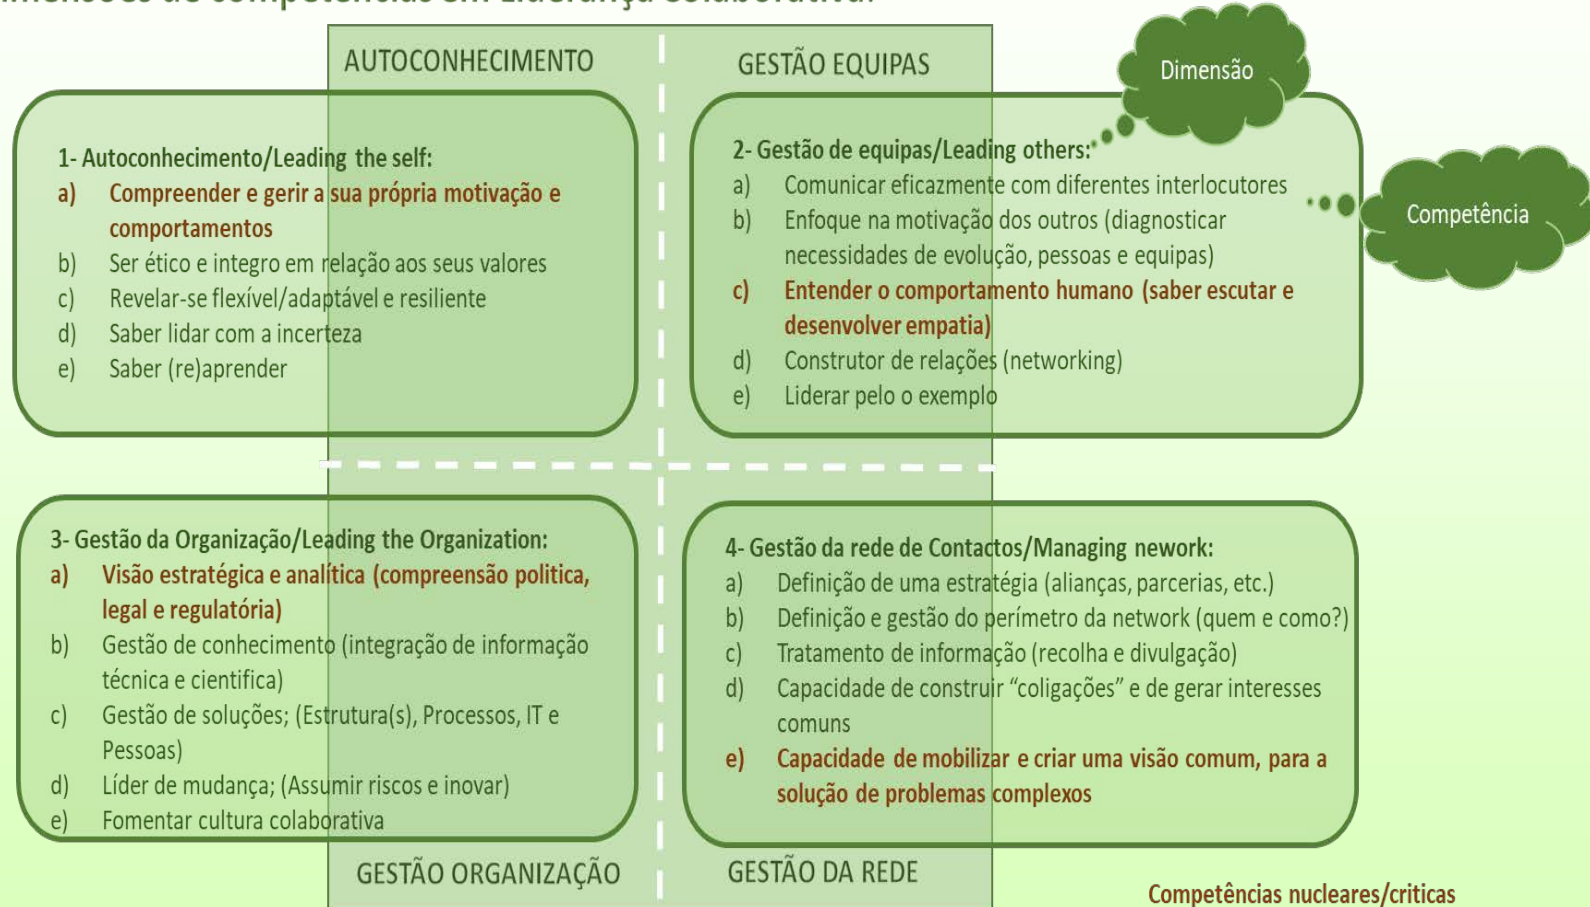 dimensões de competências em Liderança Colaborativa:
AUTOCONHECIMENTO
GESTÃO EQUIPAS
Dimensão
Competência
1- Autoconhecimento/Leading the self:
a) Compreender e gerir a sua própria motivação e
comportamentos
b) Ser ético e integro em relação aos seus valores
c) Revelar-se flexível/adaptável e resiliente
d) Saber lidar com a incerteza
e) Saber (re)aprender
2- Gestão de equipas/Leading others:
a) Comunicar eficazmente com diferentes interlocutores
b) Enfoque na motivação dos outros (diagnosticar
necessidades de evolução, pessoas e equipas)
c) Entender o comportamento humano (saber escutar e
desenvolver empatia)
d) Construtor de relações (networking)
e) Liderar pelo o exemplo
3- Gestão da Organização/Leading the Organization:
a) Visão estratégica e analítica (compreensão politica,
legal e regulatória)
b) Gestão de conhecimento (integração de informação
técnica e cientifica)
c) Gestão de soluções; (Estrutura(s), Processos, IT e
Pessoas)
d) Líder de mudança; (Assumir riscos e inovar)
e) Fomentar cultura colaborativa
4- Gestão da rede de Contactos/Managing nework:
a) Definição de uma estratégia (alianças, parcerias, etc.)
b) Definição e gestão do perímetro da network (quem e como?)
c) Tratamento de informação (recolha e divulgação)
d) Capacidade de construir “coligações” e de gerar interesses
comuns
e) Capacidade de mobilizar e criar uma visão comum, para a
solução de problemas complexos
GESTÃO ORGANIZAÇÃO
GESTÃO DA REDE
Competências nucleares/criticas